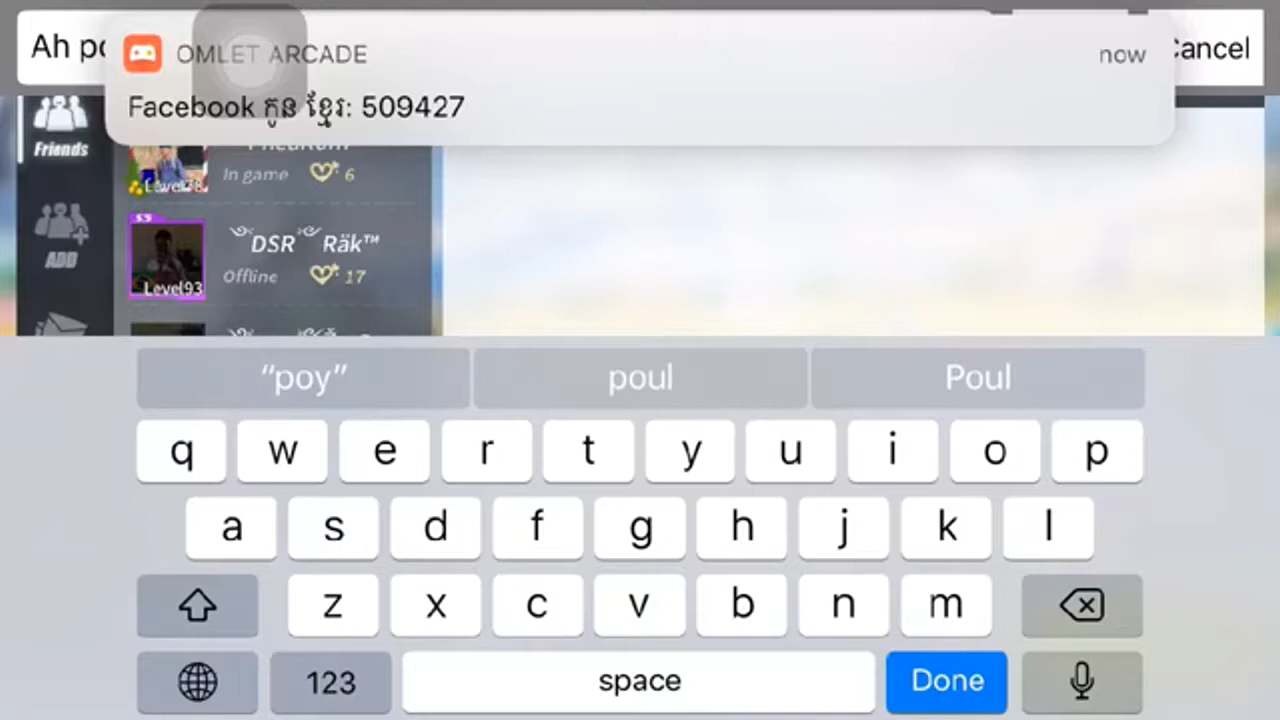 Ah
Cancel
OMLET ARCADE
now
Facebook កូន ខ្មែរ: 509427
Friends
In game 6
Level78
DSR Räk™
Offline 17
Level93
ADD
“poy” poul Poul
q w e r t y u i o p
a s d f g h j k l
z x c v b n m
123 space Done